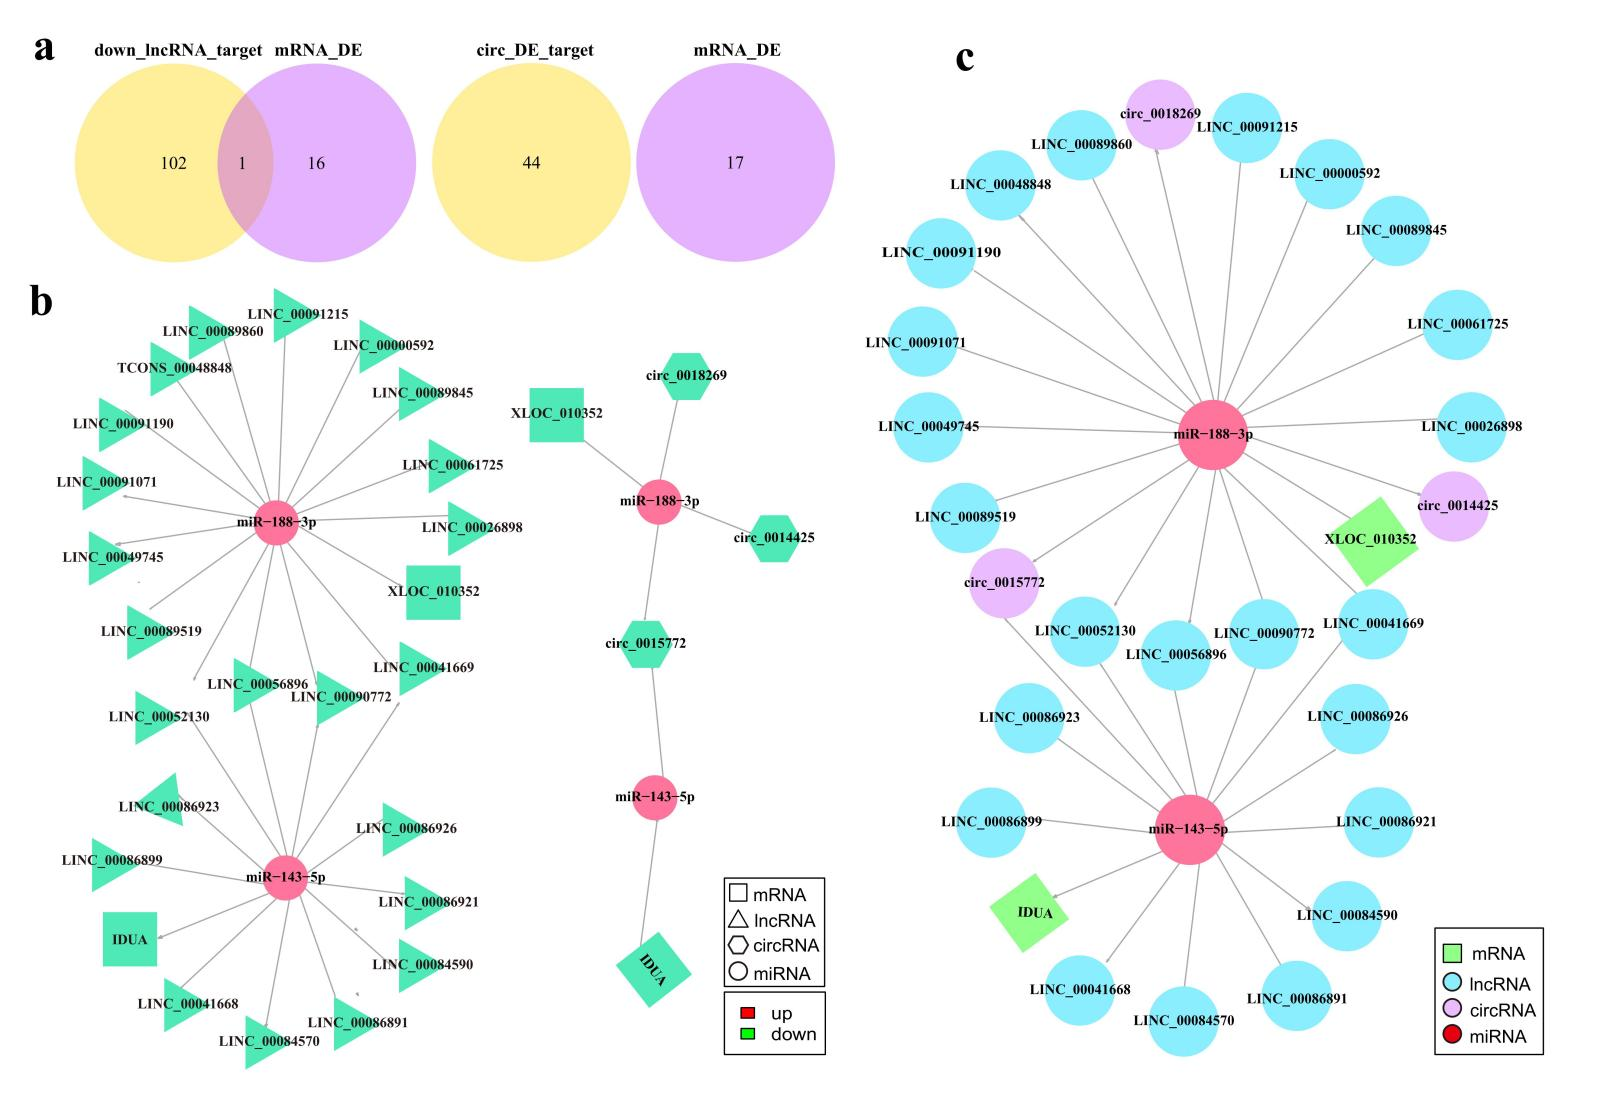 a
down_lncRNA_target mRNA_DE
102 1 16
circ_DE_target mRNA_DE
44 17
b
LINC_00091215
LINC_00089860
LINC_00000592
TCONS_00048848
LINC_00089845
LINC_00091190
LINC_00061725
LINC_00091071
miR−188−3p
LINC_00026898
LINC_00049745
XLOC_010352
LINC_00089519
LINC_00041669
LINC_00056896
LINC_00090772
LINC_00052130
LINC_00086923
LINC_00086926
LINC_00086899
miR−143−5p
LINC_00086921
IDUA
LINC_00084590
LINC_00041668
LINC_00086891
LINC_00084570
circ_0018269
XLOC_010352
miR−188−3p
circ_0014425
circ_0015772
miR−143−5p
IDUA
mRNA
lncRNA
circRNA
miRNA
up
down
c
circ_0018269
LINC_00091215
LINC_00089860
LINC_00000592
LINC_00048848
LINC_00089845
LINC_00091190
LINC_00061725
LINC_00091071
LINC_00049745
miR−188−3p
LINC_00026898
circ_0014425
LINC_00089519
XLOC_010352
circ_0015772
LINC_00052130
LINC_00056896
LINC_00090772
LINC_00041669
LINC_00086923
LINC_00086926
LINC_00086899
miR−143−5p
LINC_00086921
IDUA
LINC_00084590
LINC_00041668
LINC_00084570
LINC_00086891
mRNA
lncRNA
circRNA
miRNA